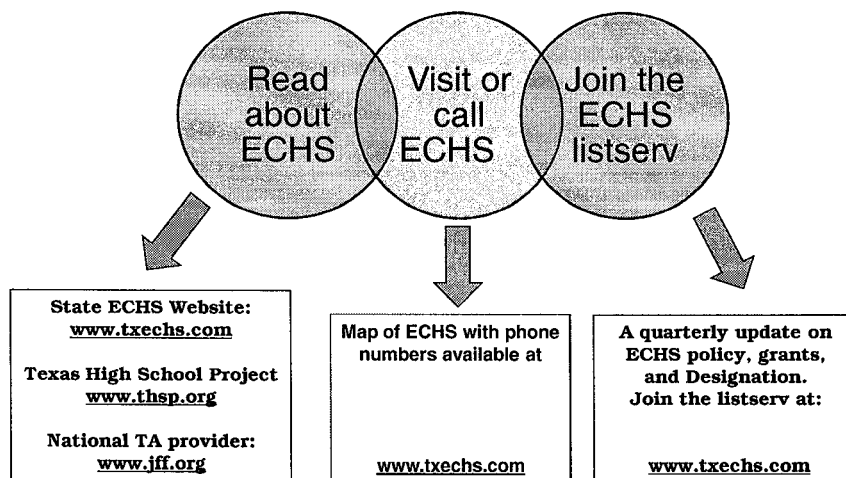 Read
about
ECHS
Visit or
call
ECHS
Join the
ECHS
listserv
State ECHS Website:
www.txechs.com
Texas High School Project
www.thsp.org
National TA provider:
www.jff.org
Map of ECHS with phone
numbers available at
www.txechs.com
A quarterly update on
ECHS policy, grants,
and Designation.
Join the listserv at:
www.txechs.com